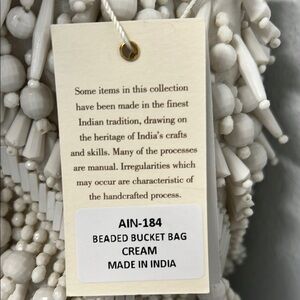 Some items in this collection
have been made in the finest
Indian tradition, drawing on
the heritage of India's crafts
and skills. Many of the processes
are manual. Irregularities which
may occur are characteristic of
the handcrafted process.
AIN-184
BEADED BUCKET BAG
CREAM
MADE IN INDIA